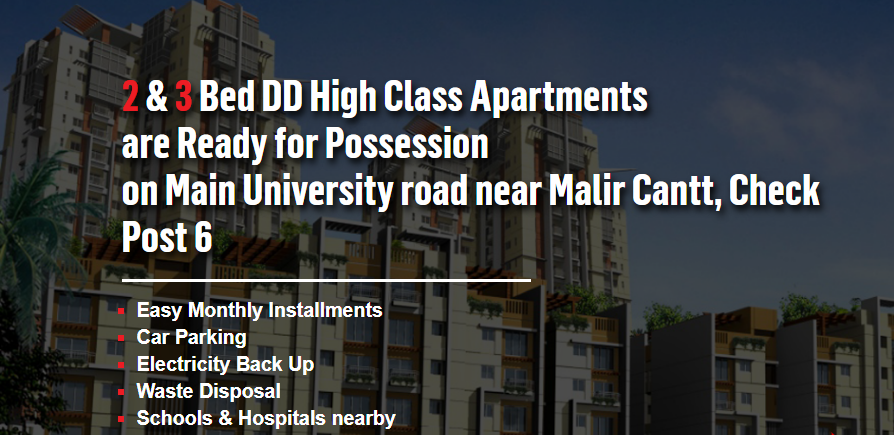 2 & 3 Bed DD High Class Apartments
are Ready for Possession
on Main University road near Malir Cantt, Check
Post 6
Easy Monthly Installments
Car Parking
Electricity Back Up
Waste Disposal
Schools & Hospitals nearby